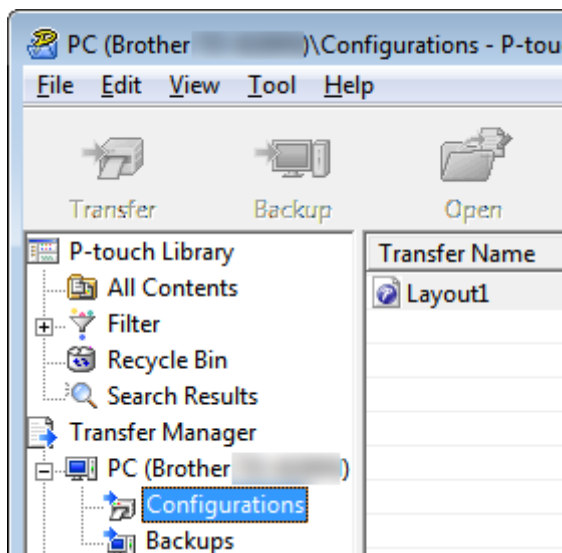 PC (Brother )\Configurations - P-tou
File Edit View Tool Help
Transfer Backup Open
P-touch Library
All Contents
Filter
Recycle Bin
Search Results
Transfer Manager
PC (Brother )
Configurations
Backups
Transfer Name
Layout1